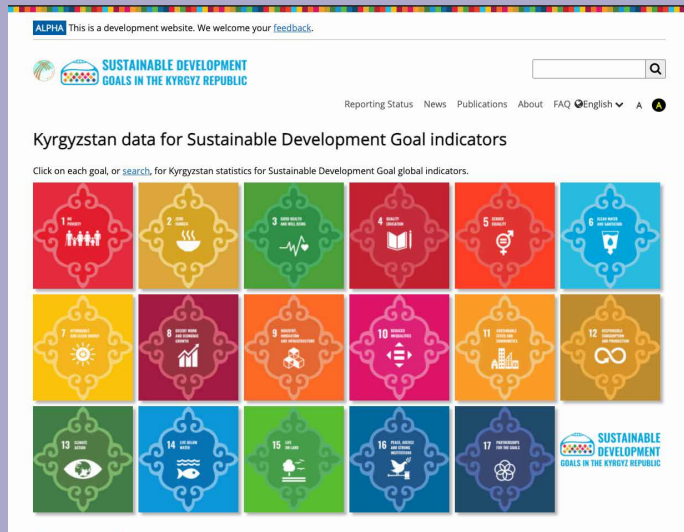 ALPHA This is a development website. We welcome your feedback.
SUSTAINABLE DEVELOPMENT
GOALS IN THE KYRGYZ REPUBLIC
Reporting Status News Publications About FAQ English A A
Kyrgyzstan data for Sustainable Development Goal indicators
Click on each goal, or search, for Kyrgyzstan statistics for Sustainable Development Goal global indicators.
1 NO
POVERTY
2 ZERO
HUNGER
3 GOOD HEALTH
AND WELL-BEING
4 QUALITY
EDUCATION
5 GENDER
EQUALITY
6 CLEAN WATER
AND SANITATION
7 AFFORDABLE
AND CLEAN ENERGY
8 DECENT WORK
AND ECONOMIC
GROWTH
9 INDUSTRY,
INNOVATION
AND INFRASTRUCTURE
10 REDUCED
INEQUALITIES
11 SUSTAINABLE
CITIES AND
COMMUNITIES
12 RESPONSIBLE
CONSUMPTION
AND PRODUCTION
13 CLIMATE
ACTION
14 LIFE BELOW
WATER
15 LIFE
ON LAND
16 PEACE, JUSTICE
AND STRONG
INSTITUTIONS
17 PARTNERSHIPS
FOR THE GOALS
SUSTAINABLE
DEVELOPMENT
GOALS IN THE KYRGYZ REPUBLIC